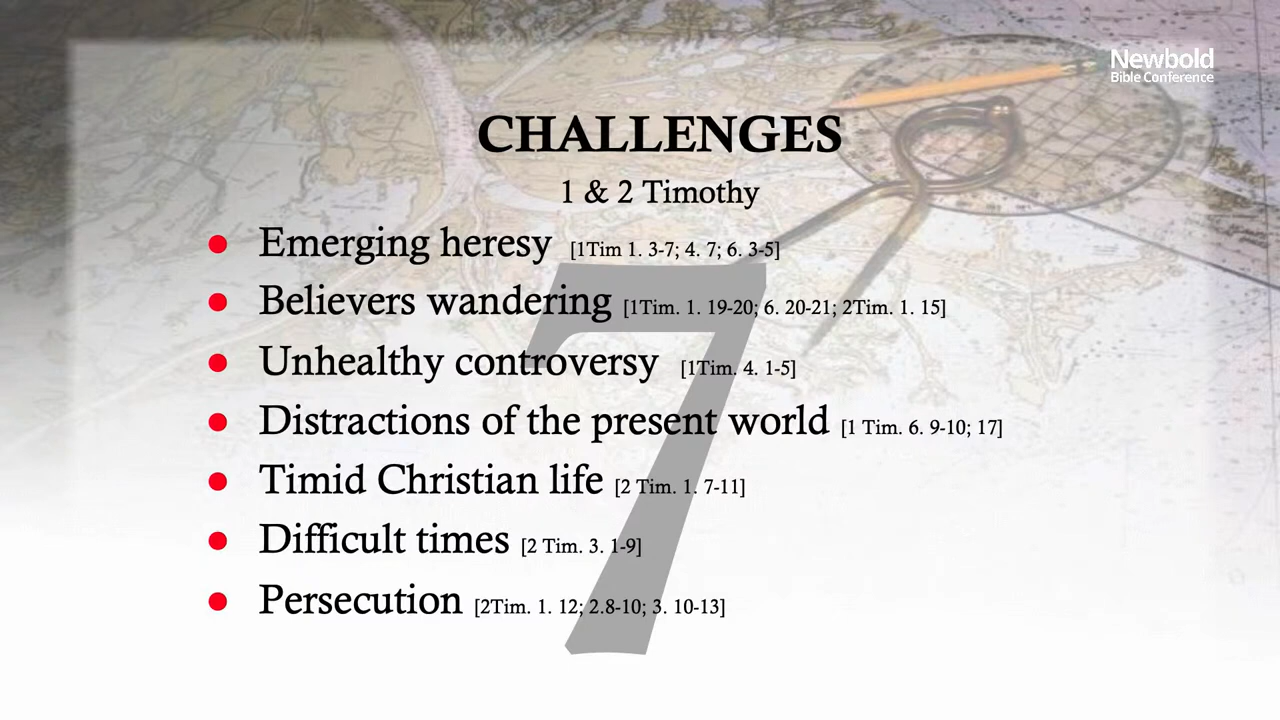 Newbold
Bible Conference
CHALLENGES
1 & 2 Timothy
7
● Emerging heresy [1Tim 1. 3-7; 4. 7; 6. 3-5]
● Believers wandering [1Tim. 1. 19-20; 6. 20-21; 2Tim. 1. 15]
● Unhealthy controversy [1Tim. 4. 1-5]
● Distractions of the present world [1 Tim. 6. 9-10; 17]
● Timid Christian life [2 Tim. 1. 7-11]
● Difficult times [2 Tim. 3. 1-9]
● Persecution [2Tim. 1. 12; 2.8-10; 3. 10-13]